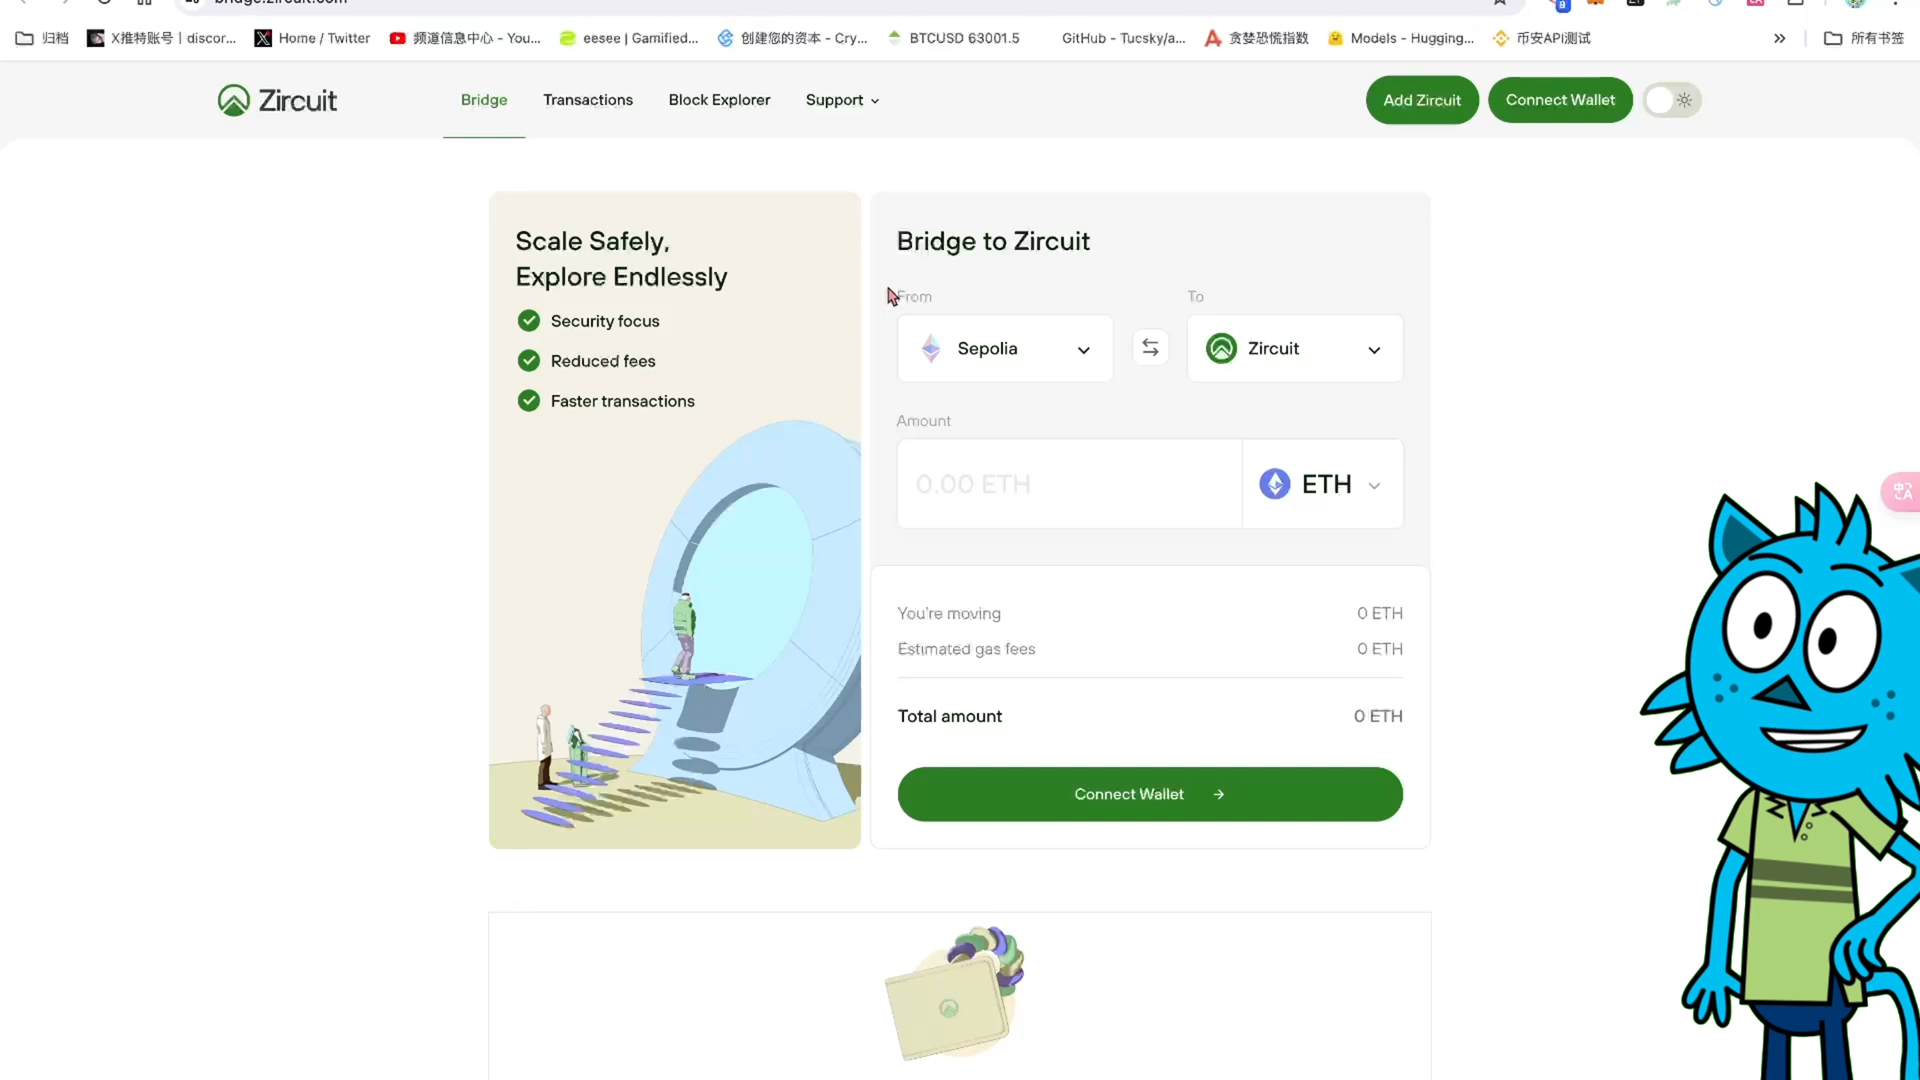 bridge.zircuit.com
归档
X推特账号 | discor...
Home / Twitter
频道信息中心 - You...
eesee | Gamified...
创建您的资本 - Cry...
BTCUSD 63001.5
GitHub - Tucsky/a...
贪婪恐慌指数
Models - Hugging...
币安API测试
所有书签
Zircuit
Bridge
Transactions
Block Explorer
Support
Add Zircuit
Connect Wallet
Scale Safely,
Explore Endlessly
Security focus
Reduced fees
Faster transactions
Bridge to Zircuit
From
To
Sepolia
Zircuit
Amount
0.00 ETH
ETH
You're moving
0 ETH
Estimated gas fees
0 ETH
Total amount
0 ETH
Connect Wallet